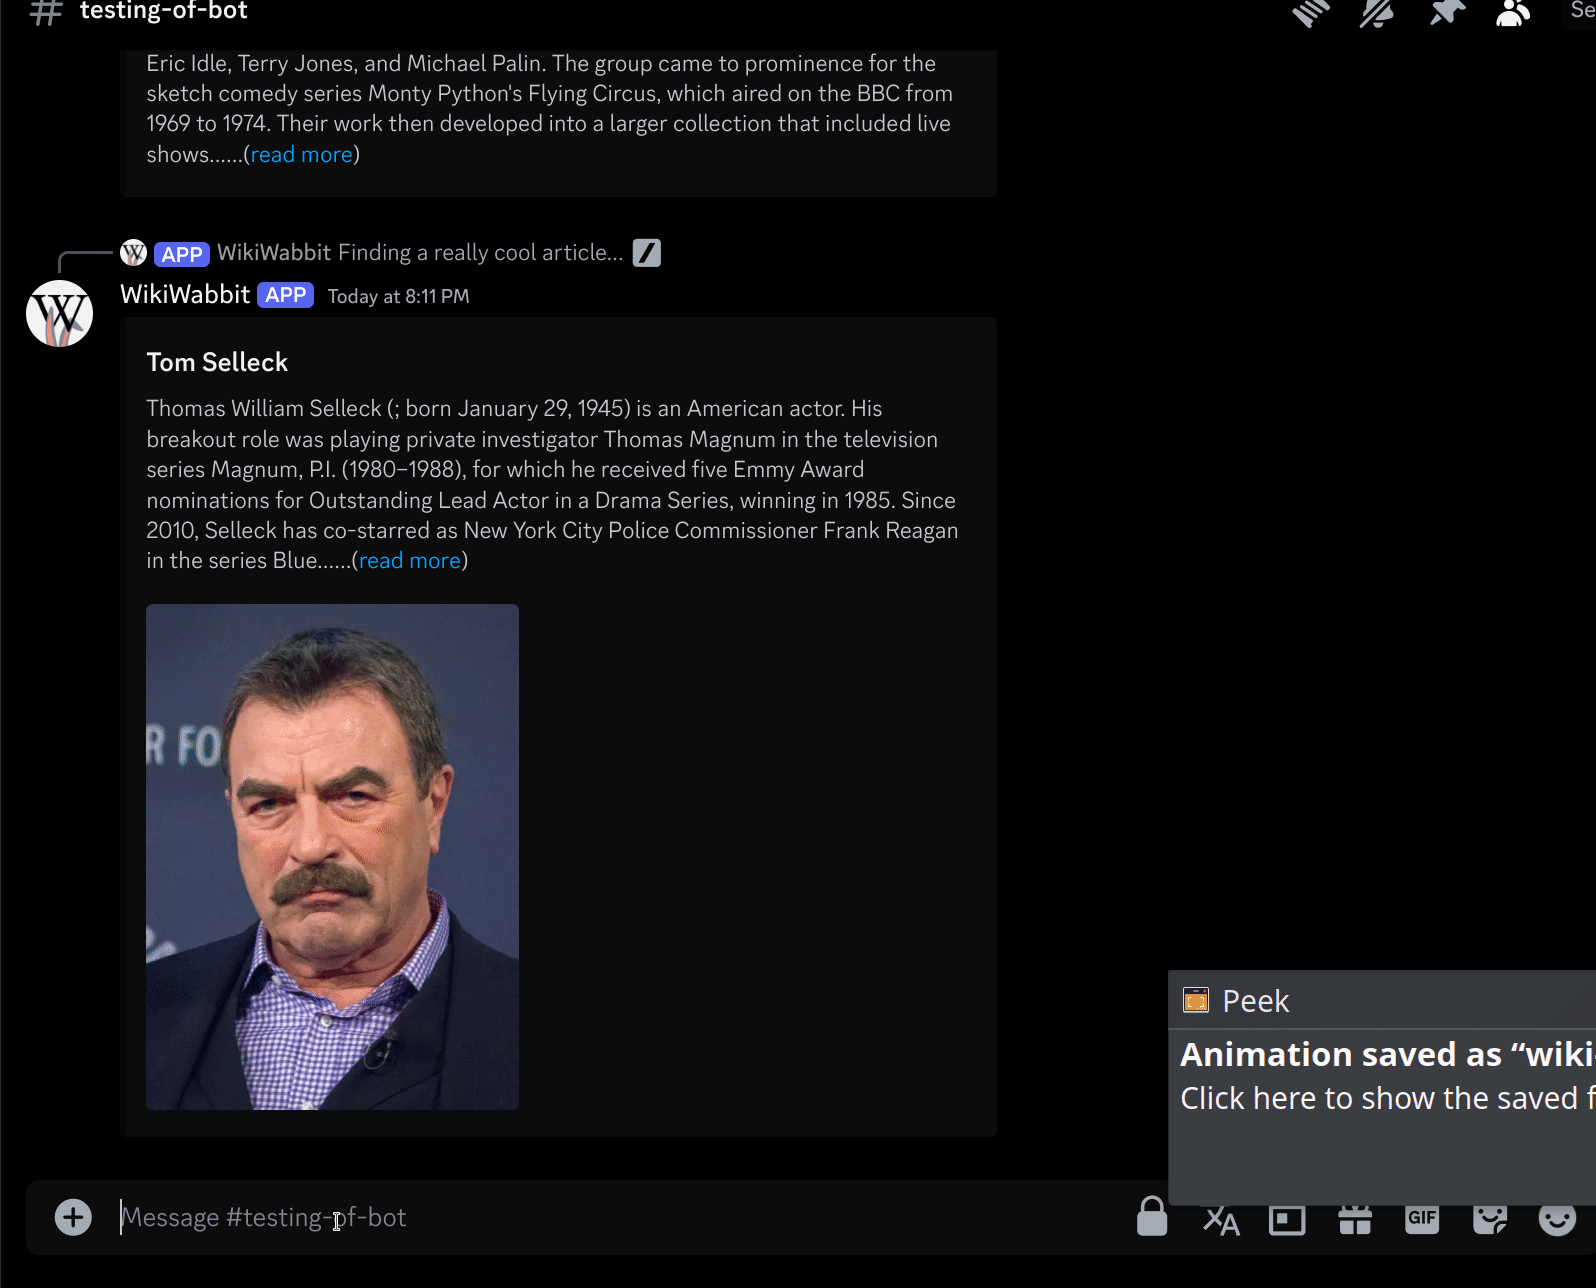 # testing-of-bot
Se
Eric Idle, Terry Jones, and Michael Palin. The group came to prominence for the
sketch comedy series Monty Python's Flying Circus, which aired on the BBC from
1969 to 1974. Their work then developed into a larger collection that included live
shows......(read more)
W APP WikiWabbit Finding a really cool article...
W
WikiWabbit APP Today at 8:11 PM
Tom Selleck
Thomas William Selleck (; born January 29, 1945) is an American actor. His
breakout role was playing private investigator Thomas Magnum in the television
series Magnum, P.I. (1980–1988), for which he received five Emmy Award
nominations for Outstanding Lead Actor in a Drama Series, winning in 1985. Since
2010, Selleck has co-starred as New York City Police Commissioner Frank Reagan
in the series Blue......(read more)
R FO
Peek
Animation saved as “wiki-
Click here to show the saved f
Message #testing-of-bot
GIF